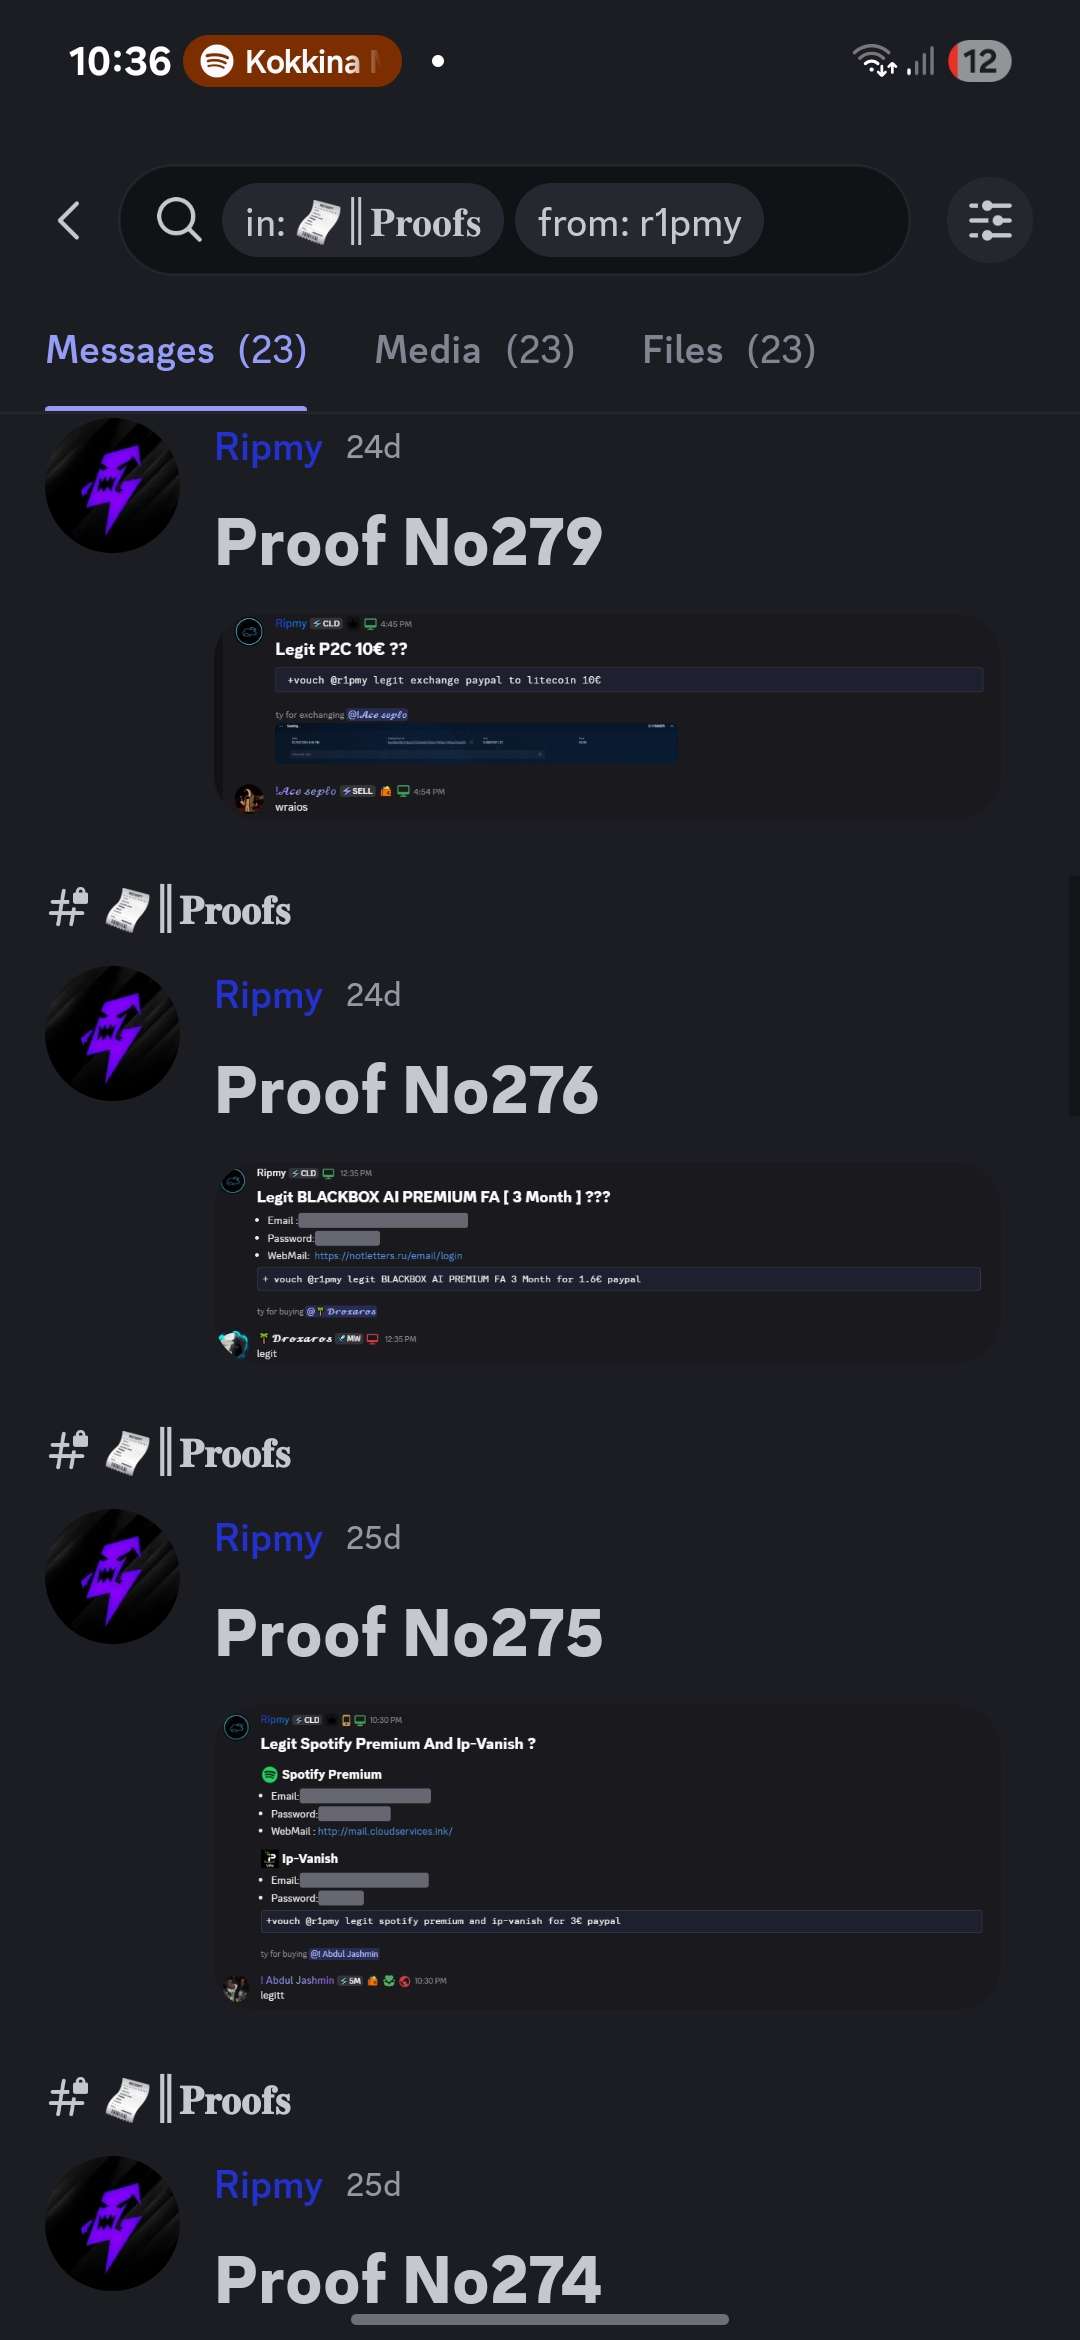 10:36 Kokkina 12
in: ║Proofs from: r1pmy
Messages (23) Media (23) Files (23)
Ripmy 24d
Proof No279
Ripmy CLD 4:45 PM
Legit P2C 10€ ??
+vouch @r1pmy legit exchange paypal to litecoin 10€
ty for exchanging @!𝓐𝓬𝓮 𝓼𝓮𝓹𝓵𝓸
!𝓐𝓬𝓮 𝓼𝓮𝓹𝓵𝓸 SELL 4:54 PM
wraios
║Proofs
Ripmy 24d
Proof No276
Ripmy CLD 12:35 PM
Legit BLACKBOX AI PREMIUM FA [ 3 Month ] ???
• Email :
• Password:
• WebMail: https://notletters.ru/email/login
+ vouch @r1pmy legit BLACKBOX AI PREMIUM FA 3 Month for 1.6€ paypal
ty for buying @🌴 𝓓𝓻𝓸𝔁𝓪𝓻𝓸𝓼
🌴 𝓓𝓻𝓸𝔁𝓪𝓻𝓸𝓼 MW 12:35 PM
legit
║Proofs
Ripmy 25d
Proof No275
Ripmy CLD 10:30 PM
Legit Spotify Premium And Ip-Vanish ?
Spotify Premium
• Email:
• Password:
• WebMail : http://mail.cloudservices.ink/
Ip-Vanish
• Email:
• Password:
+vouch @r1pmy legit spotify premium and ip-vanish for 3€ paypal
ty for buying @! Abdul Jashmin
! Abdul Jashmin SM 10:30 PM
legitt
║Proofs
Ripmy 25d
Proof No274